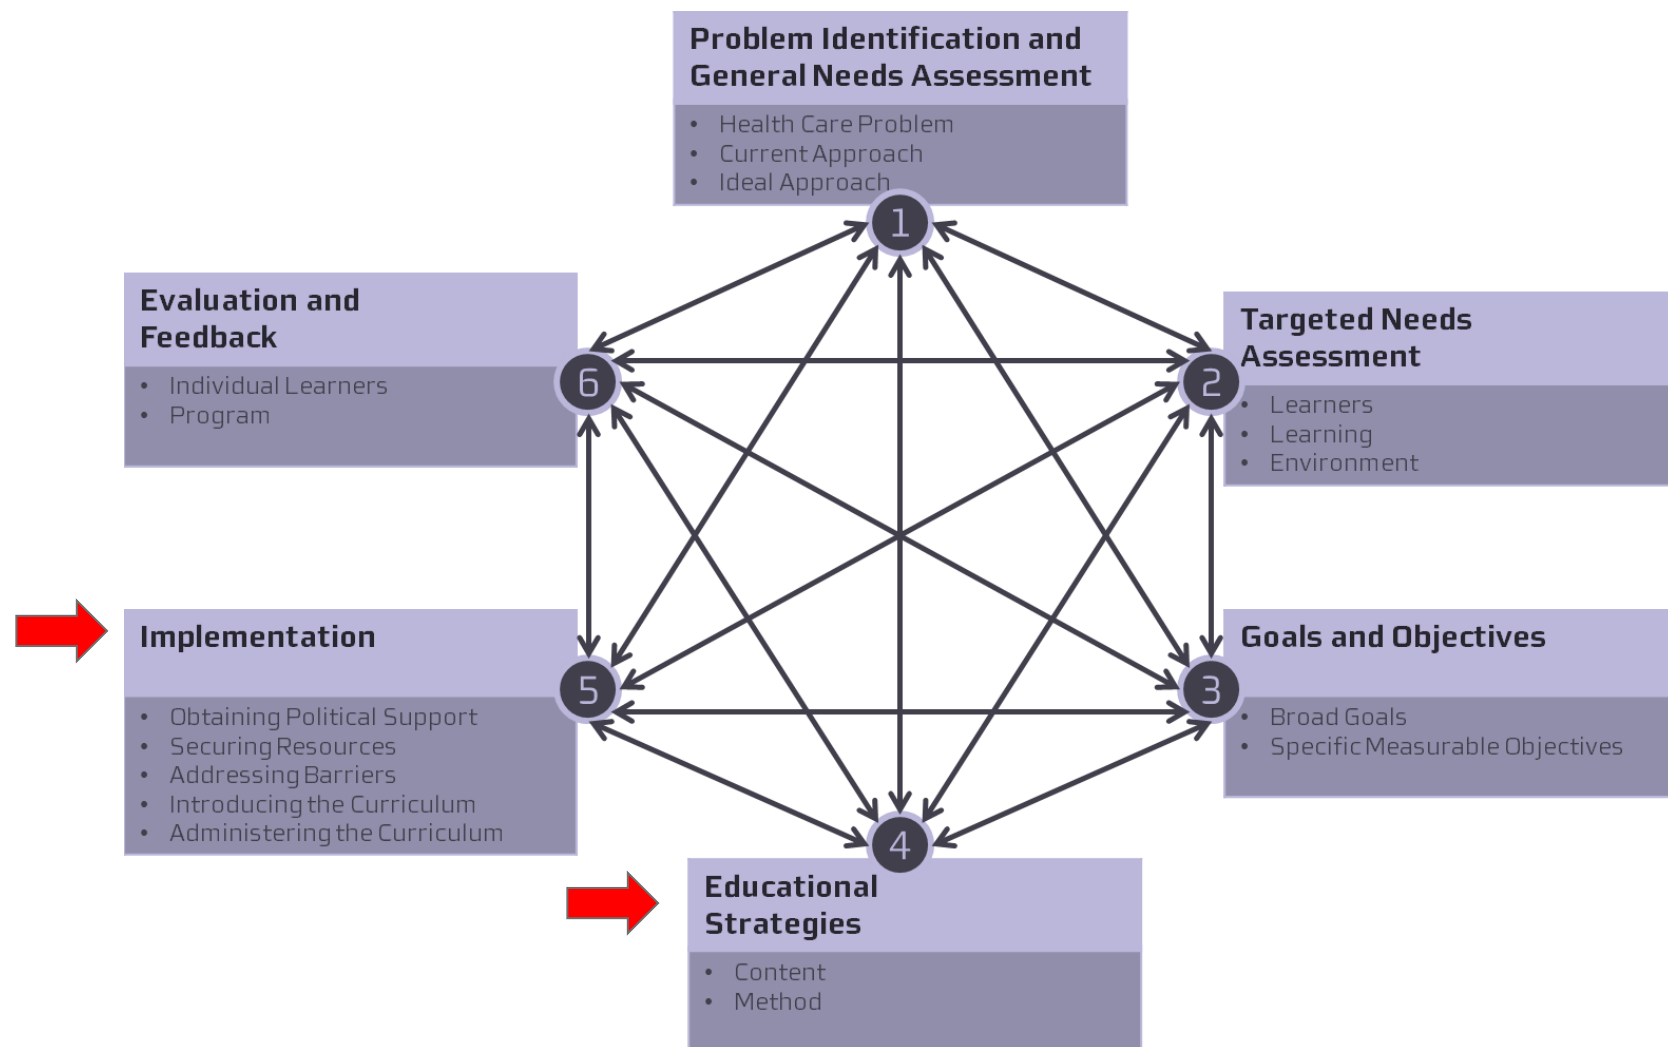 Problem Identification and
General Needs Assessment
• Health Care Problem
• Current Approach
• Ideal Approach
1
Evaluation and
Feedback
• Individual Learners
• Program
6
Targeted Needs
Assessment
• Learners
• Learning
• Environment
2
Implementation
• Obtaining Political Support
• Securing Resources
• Addressing Barriers
• Introducing the Curriculum
• Administering the Curriculum
5
Goals and Objectives
• Broad Goals
• Specific Measurable Objectives
3
4
Educational
Strategies
• Content
• Method